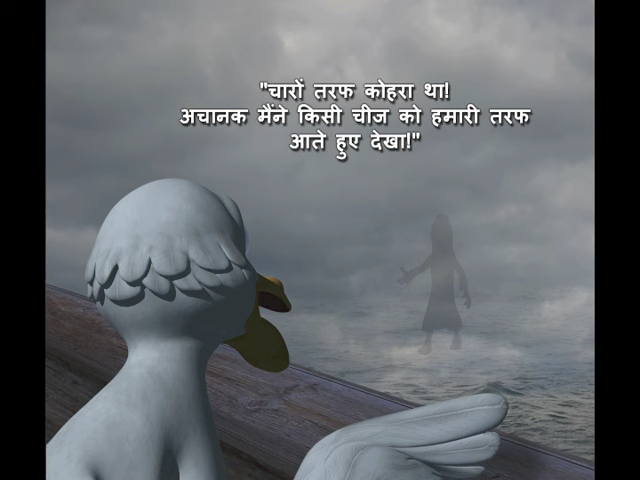 "चारों तरफ कोहरा था!
अचानक मैंने किसी चीज को हमारी तरफ
आते हुए देखा!"